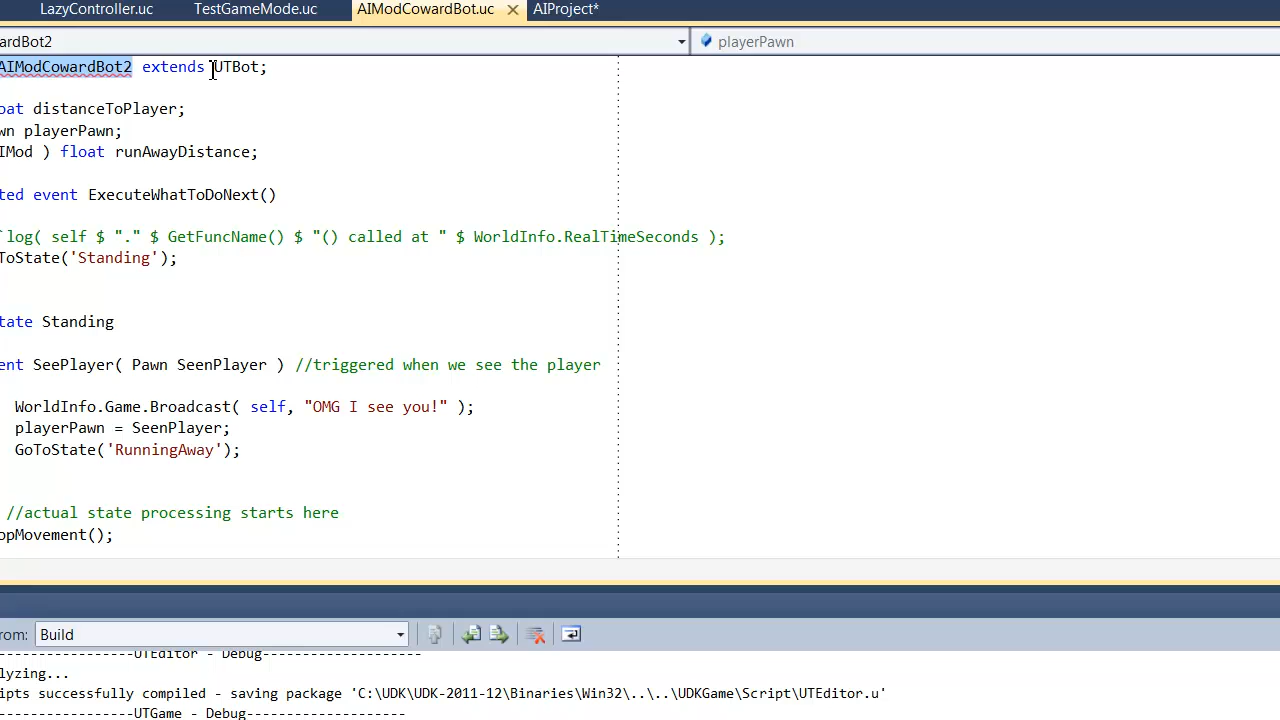 LazyController.uc TestGameMode.uc AIModCowardBot.uc AIProject*
ardBot2 playerPawn
AIModCowardBot2 extends UTBot;
oat distanceToPlayer;
wn playerPawn;
IMod ) float runAwayDistance;
ted event ExecuteWhatToDoNext()
`log( self $ "." $ GetFuncName() $ "() called at " $ WorldInfo.RealTimeSeconds );
ToState('Standing');
tate Standing
ent SeePlayer( Pawn SeenPlayer ) //triggered when we see the player
WorldInfo.Game.Broadcast( self, "OMG I see you!" );
playerPawn = SeenPlayer;
GoToState('RunningAway');
//actual state processing starts here
opMovement();
rom: Build
-----------------UTEditor - Debug--------------------
lyzing...
ipts successfully compiled - saving package 'C:\UDK\UDK-2011-12\Binaries\Win32\..\..\UDKGame\Script\UTEditor.u'
-----------------UTGame - Debug--------------------